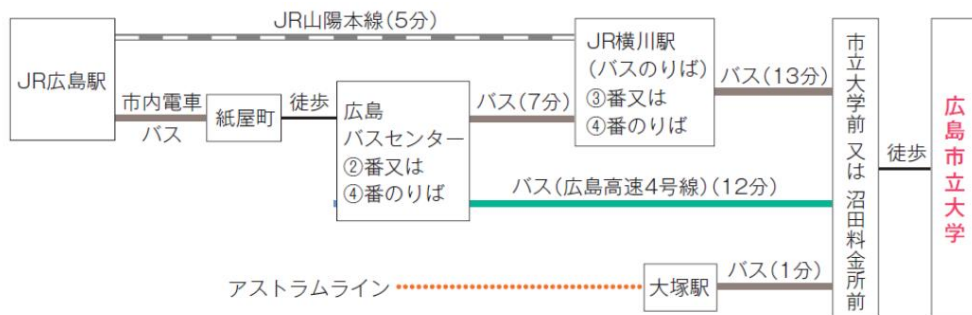 JR山陽本線(5分)
JR広島駅
市内電車
バス
紙屋町
徒歩
広島
バスセンター
②番又は
④番のりば
バス(7分)
JR横川駅
(バスのりば)
③番又は
④番のりば
バス(13分)
バス(広島高速4号線)(12分)
アストラムライン
大塚駅
バス(1分)
市立大学前 又は 沼田料金所前
徒歩
広島市立大学